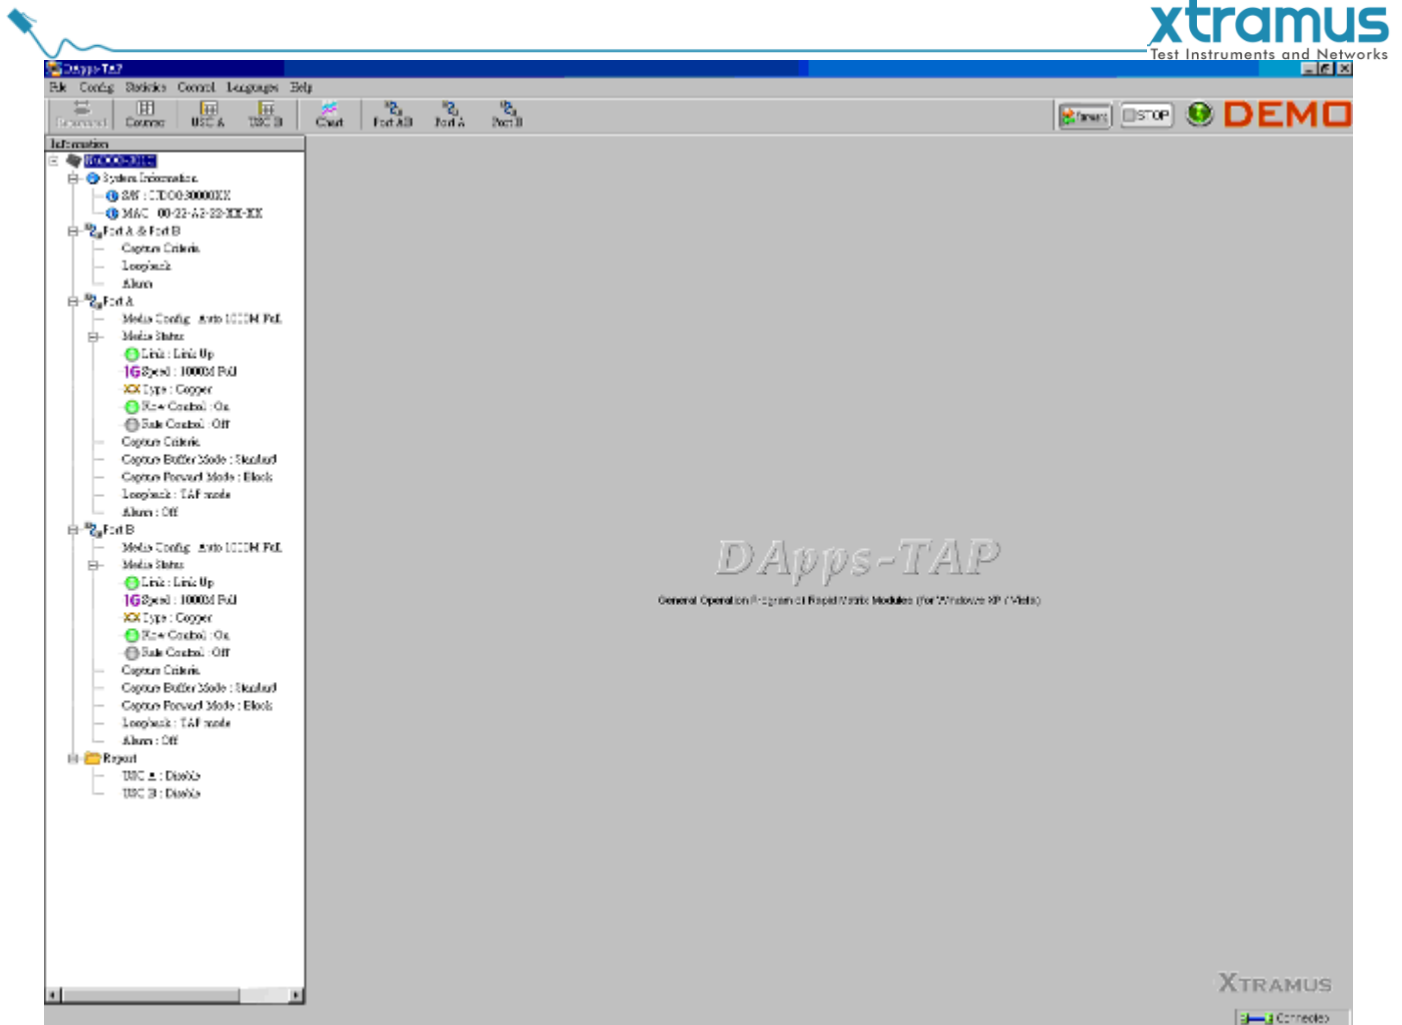 xtramus
Test Instruments and Networks
DApps-TAP
File Config Statistics Control Languages Help
Counter USC A USC B Chart Port AB Port A Port B Forward STOP DEMO
Information
System Information
MAC 00-22-A2-22-XX-XX
Port A & Port B
Capture Criteria
Loopback
Alarm
Port A
Media Config Auto 1000M Full
Media Status
Link : Link Up
1G Speed : 1000M Full
Type : Copper
Flow Control : On
Rate Control : Off
Capture Criteria
Capture Buffer Mode : Standard
Capture Forward Mode : Block
Loopback : TAP mode
Alarm : Off
Port B
Media Config Auto 1000M Full
Media Status
Link : Link Up
1G Speed : 1000M Full
Type : Copper
Flow Control : On
Rate Control : Off
Capture Criteria
Capture Buffer Mode : Standard
Capture Forward Mode : Block
Loopback : TAP mode
Alarm : Off
Report
USC A : Disable
USC B : Disable
DApps-TAP
General Operation Program of Rapid Matrix Modules (for Windows XP / Vista)
XTRAMUS
Connected